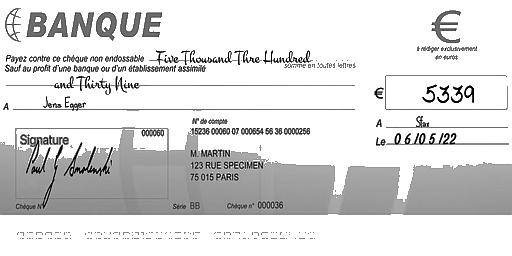 BANQUE
€
à rédiger exclusivement
en euros
Payez contre ce chèque non endossable Five Thousand Thre Hundred
Sauf au profit d'une banque ou d'un établissement assimilé
somme en toutes lettres
and Thirty Nine
€ 5339
A Jens Egger
A
Le 06/05/22
Signature
000060
N° de compte
15236 00060 07 000654 56 36 0000256
M. MARTIN
123 RUE SPECIMEN
75 015 PARIS
Chèque N°
Série BB
Chèque n° 000036